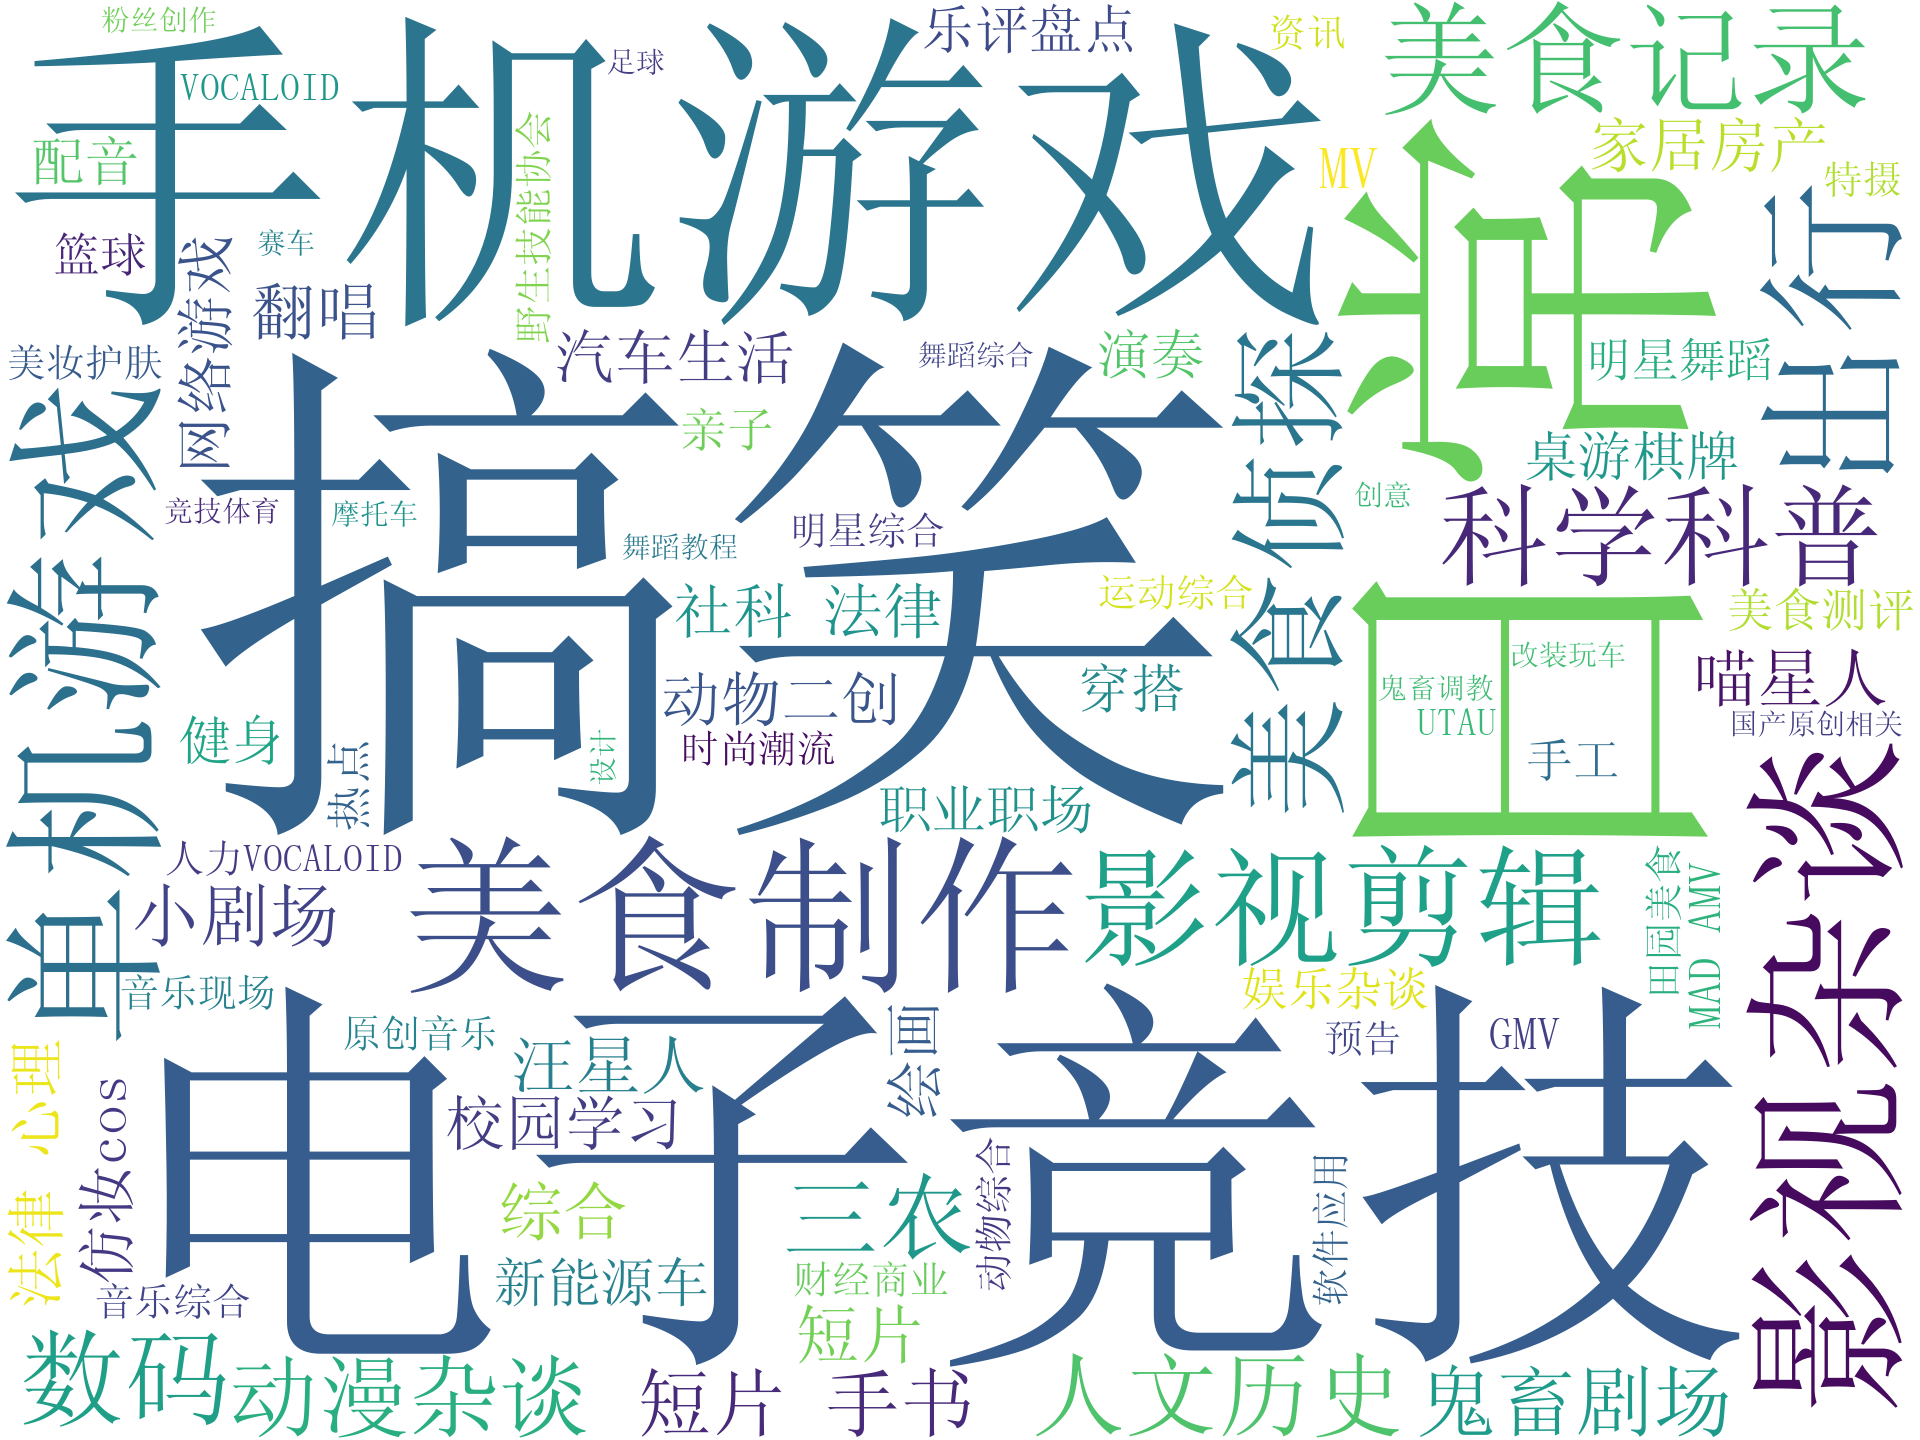 粉丝创作
手机游戏
VOCALOID
足球
乐评盘点
资讯
美食记录
配音
野生技能协会
MV
家居房产
特摄
篮球
赛车
网络游戏
翻唱
日常
出行
美妆护肤
汽车生活
舞蹈综合
演奏
美食侦探
明星舞蹈
单机游戏
搞笑
亲子
桌游棋牌
竞技体育
摩托车
舞蹈教程
明星综合
创意
科学科普
社科 法律
运动综合
美食测评
动物二创
穿搭
改装玩车
喵星人
鬼畜调教
UTAU
国产原创相关
健身
热点
设计
时尚潮流
手工
影视杂谈
职业职场
人力VOCALOID
小剧场
美食制作
影视剪辑
田园美食
MAD AMV
音乐现场
娱乐杂谈
原创音乐
电子竞技
汪星人
绘画
预告
GMV
法律 心理
仿妆cos
校园学习
综合
三农
动物综合
软件应用
新能源车
财经商业
音乐综合
短片
数码
动漫杂谈
短片 手书
人文历史
鬼畜剧场